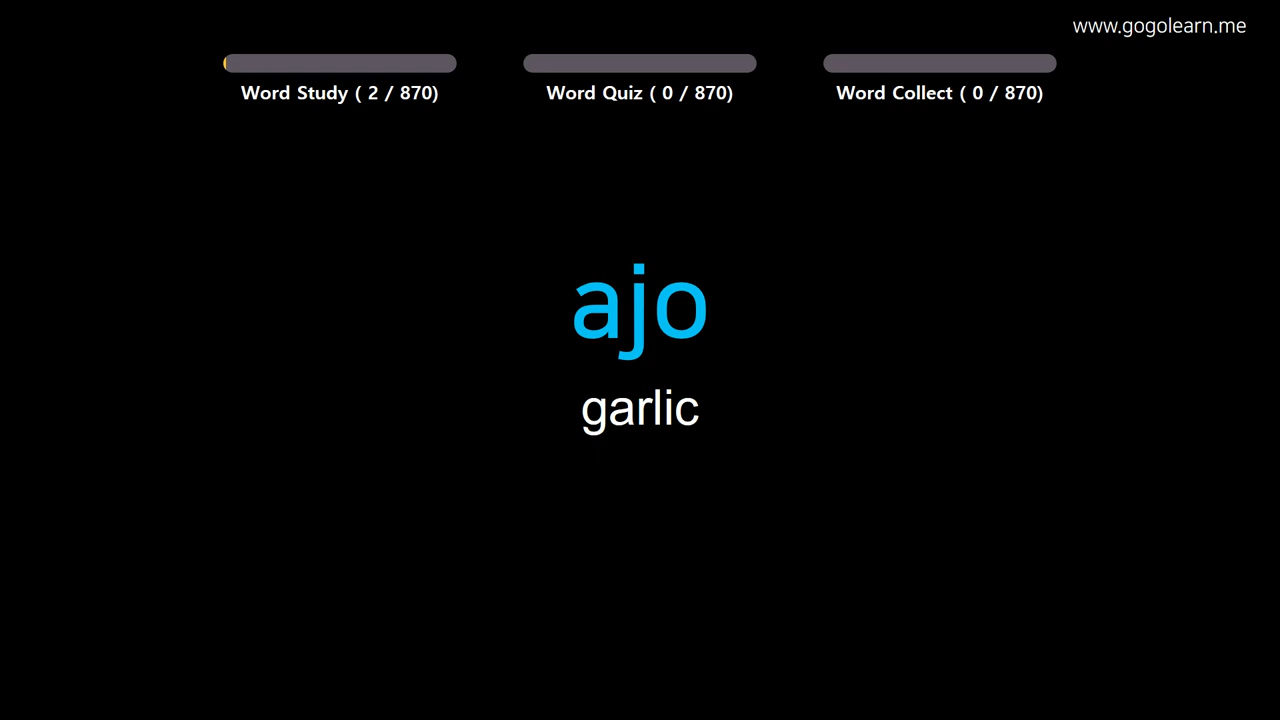 www.gogolearn.me
Word Study ( 2 / 870)
Word Quiz ( 0 / 870)
Word Collect ( 0 / 870)
ajo
garlic